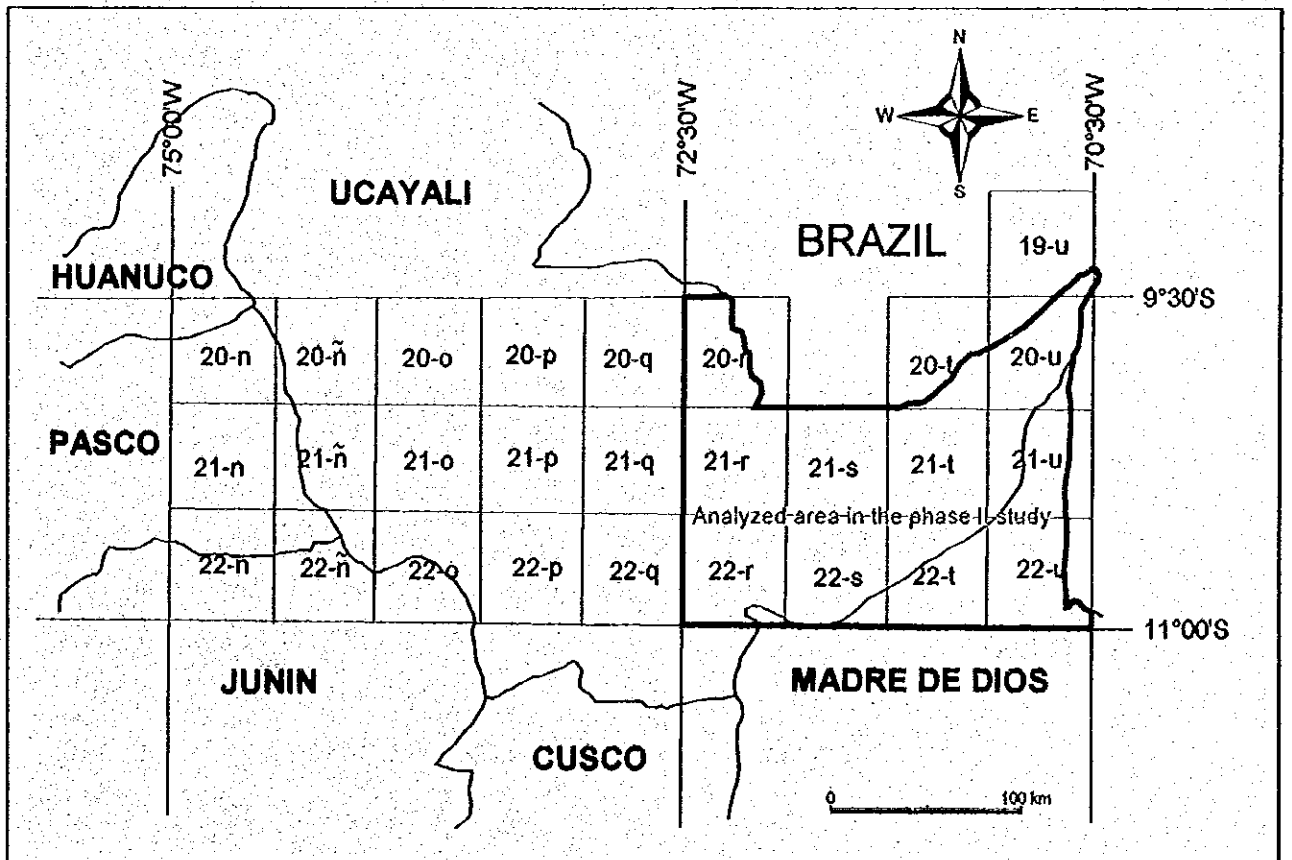 N
W E
S
75°00'W
72°30'W
70°30'W
UCAYALI
BRAZIL
19-u
HUANUCO
9°30'S
20-n 20-ñ 20-o 20-p 20-q 20-r 20-t 20-u
PASCO
21-n 21-ñ 21-o 21-p 21-q 21-r 21-s 21-t 21-u
Analyzed area in the phase II study
22-n 22-ñ 22-o 22-p 22-q 22-r 22-s 22-t 22-u
11°00'S
JUNIN
MADRE DE DIOS
CUSCO
0 100 km